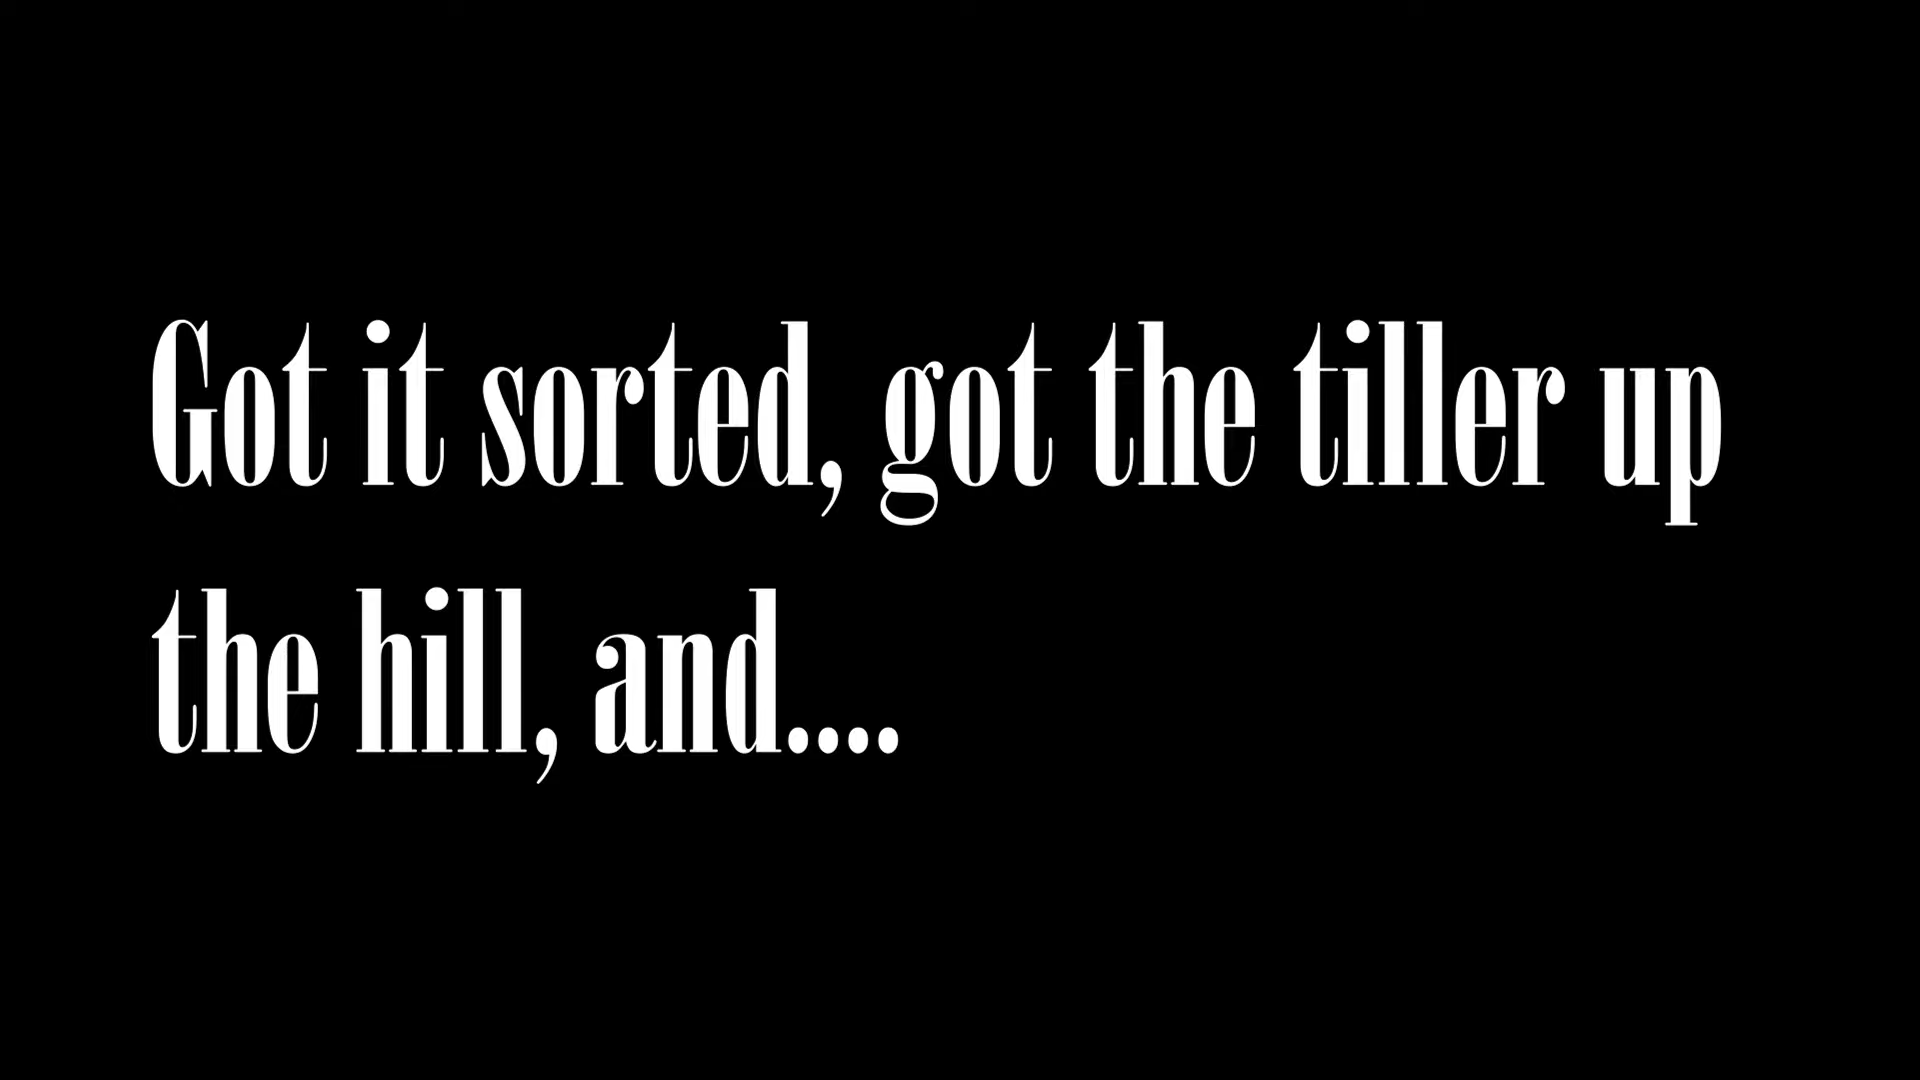 Got it sorted, got the tiller up
the hill, and....